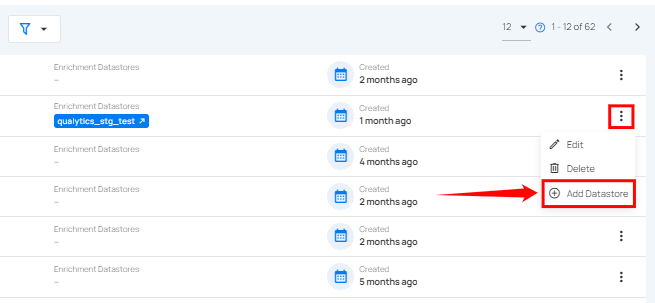 12 1 - 12 of 62
Enrichment Datastores Created
– 2 months ago
Enrichment Datastores Created
qualytics_stg_test 1 month ago
Edit
Enrichment Datastores Created
– 4 months ago
Delete
Enrichment Datastores Created
– 2 months ago
Add Datastore
Enrichment Datastores Created
– 2 months ago
Enrichment Datastores Created
– 5 months ago